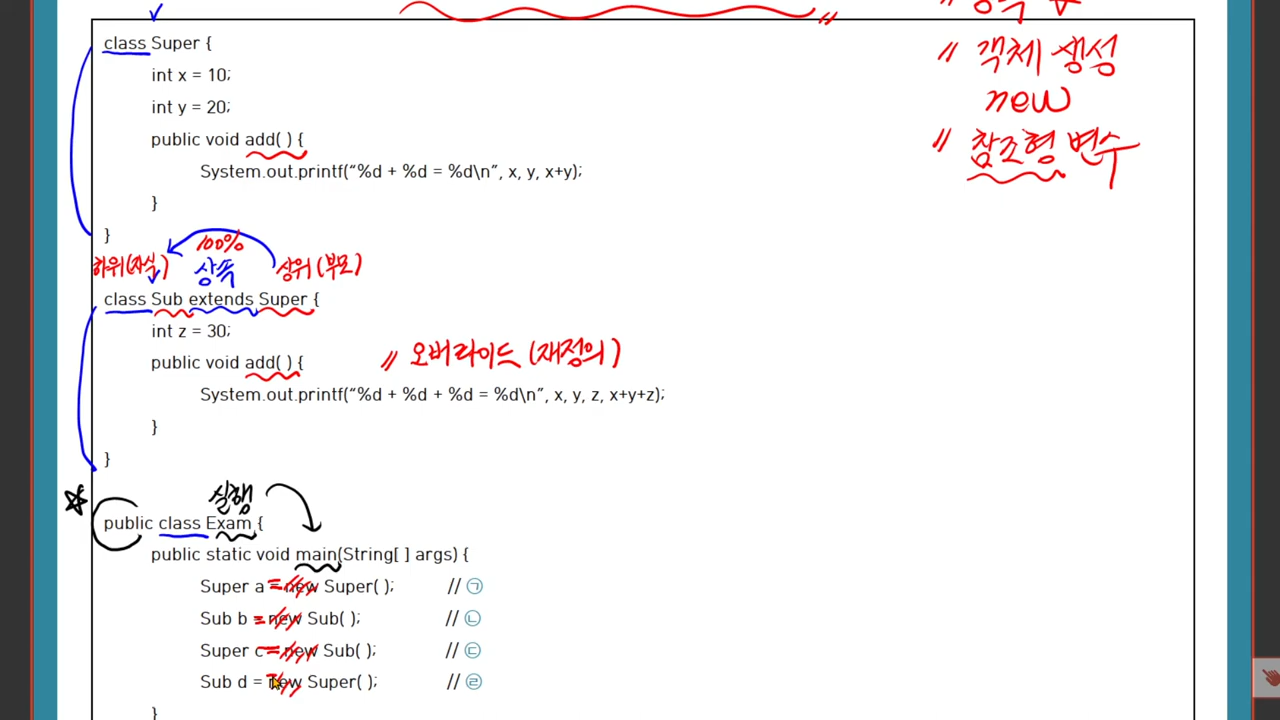 class Super {
int x = 10;
int y = 20;
public void add( ) {
System.out.printf("%d + %d = %d\n", x, y, x+y);
}
}
// 객체 생성
new
// 참조형 변수
100%
하위(자식) 상속 상위(부모)
class Sub extends Super {
int z = 30;
public void add( ) { // 오버라이드 (재정의)
System.out.printf("%d + %d + %d = %d\n", x, y, z, x+y+z);
}
}
실행
public class Exam {
public static void main(String[ ] args) {
Super a = new Super( ); // ㉠
Sub b = new Sub( ); // ㉡
Super c = new Sub( ); // ㉢
Sub d = new Super( ); // ㉣
}